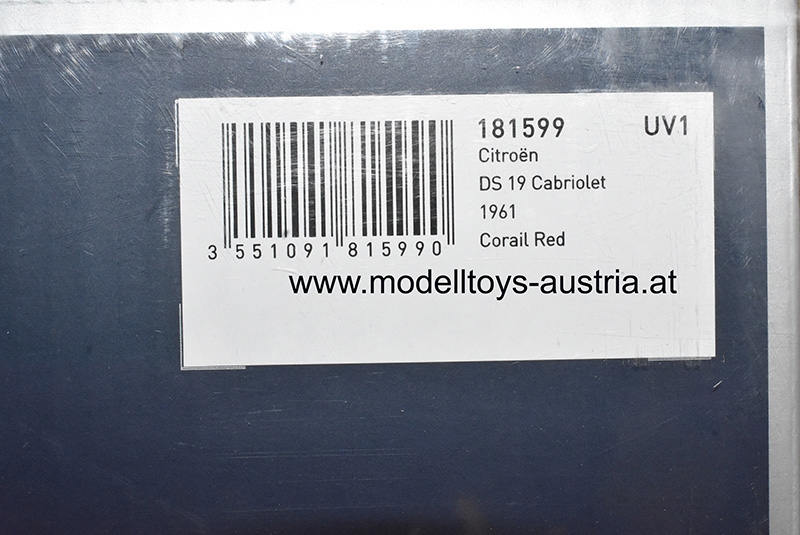 181599 UV1
Citroën
DS 19 Cabriolet
1961
Corail Red
3 551091 815990
www.modelltoys-austria.at